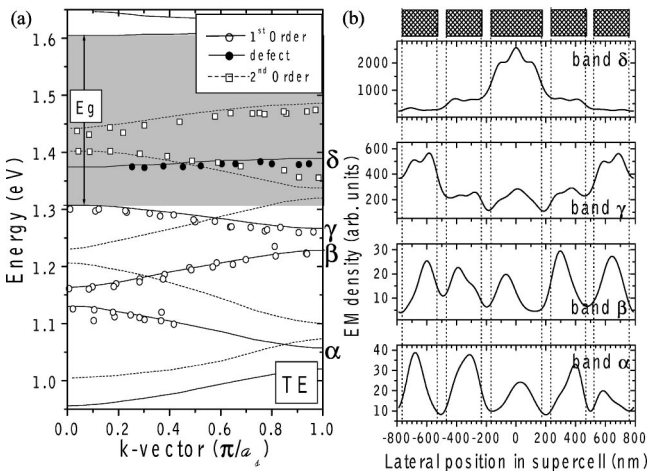 (a)
1.6
1.5
1.4
1.3
1.2
1.1
1.0
Energy (eV)
1st Order
defect
2nd Order
Eg
δ
γ
β
α
TE
0.0 0.2 0.4 0.6 0.8 1.0
k-vector (π/a_s)
(b)
EM density (arb. units)
2000
1000
band δ
600
400
200
band γ
30
20
10
band β
40
30
20
10
band α
-800 -600 -400 -200 0 200 400 600 800
Lateral position in supercell (nm)